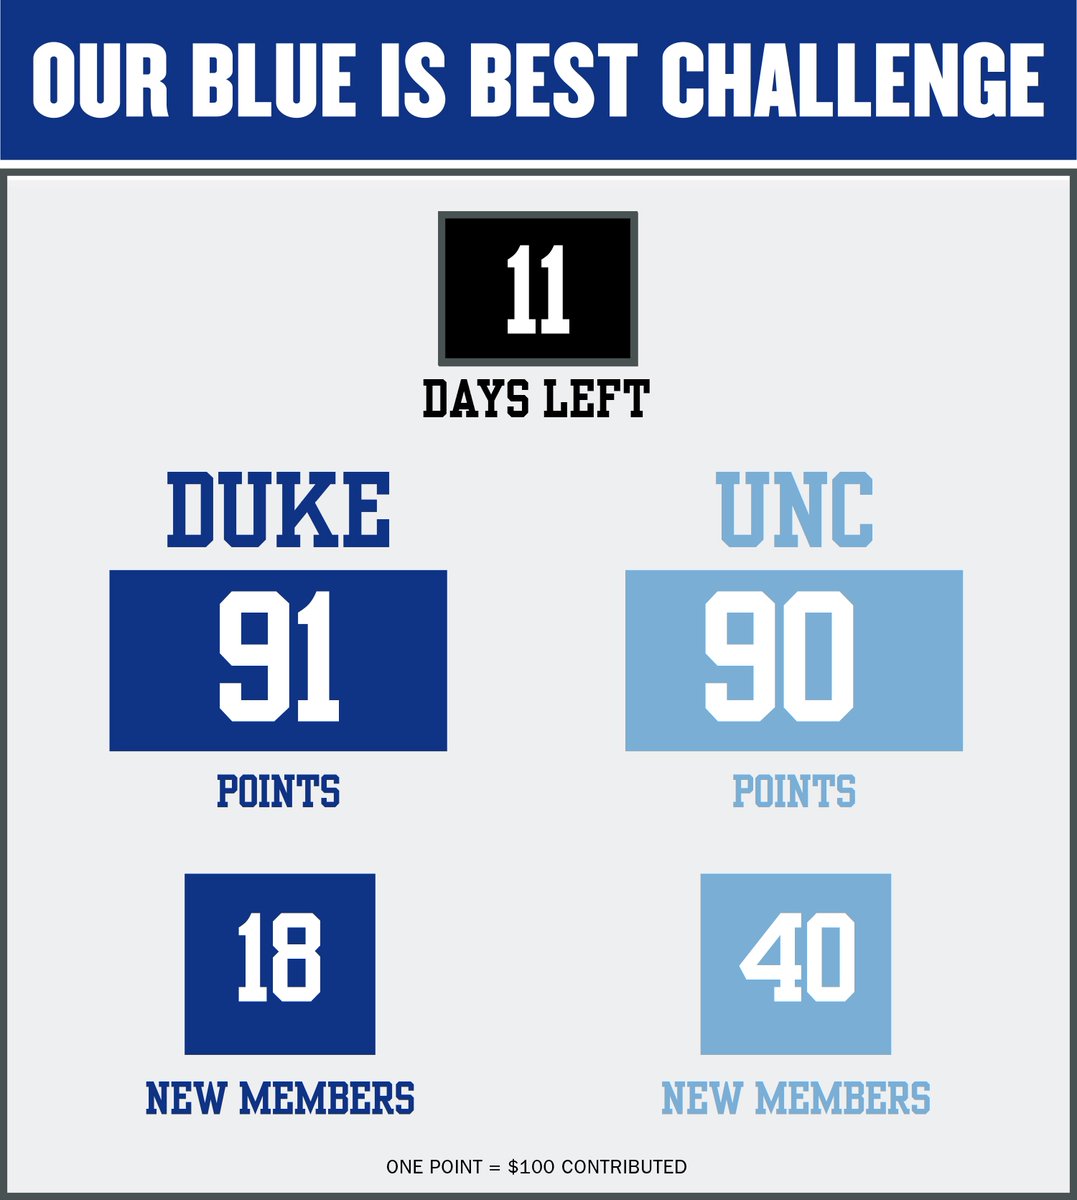 OUR BLUE IS BEST CHALLENGE
11
DAYS LEFT
DUKE
91
POINTS
18
NEW MEMBERS
UNC
90
POINTS
40
NEW MEMBERS
ONE POINT = $100 CONTRIBUTED